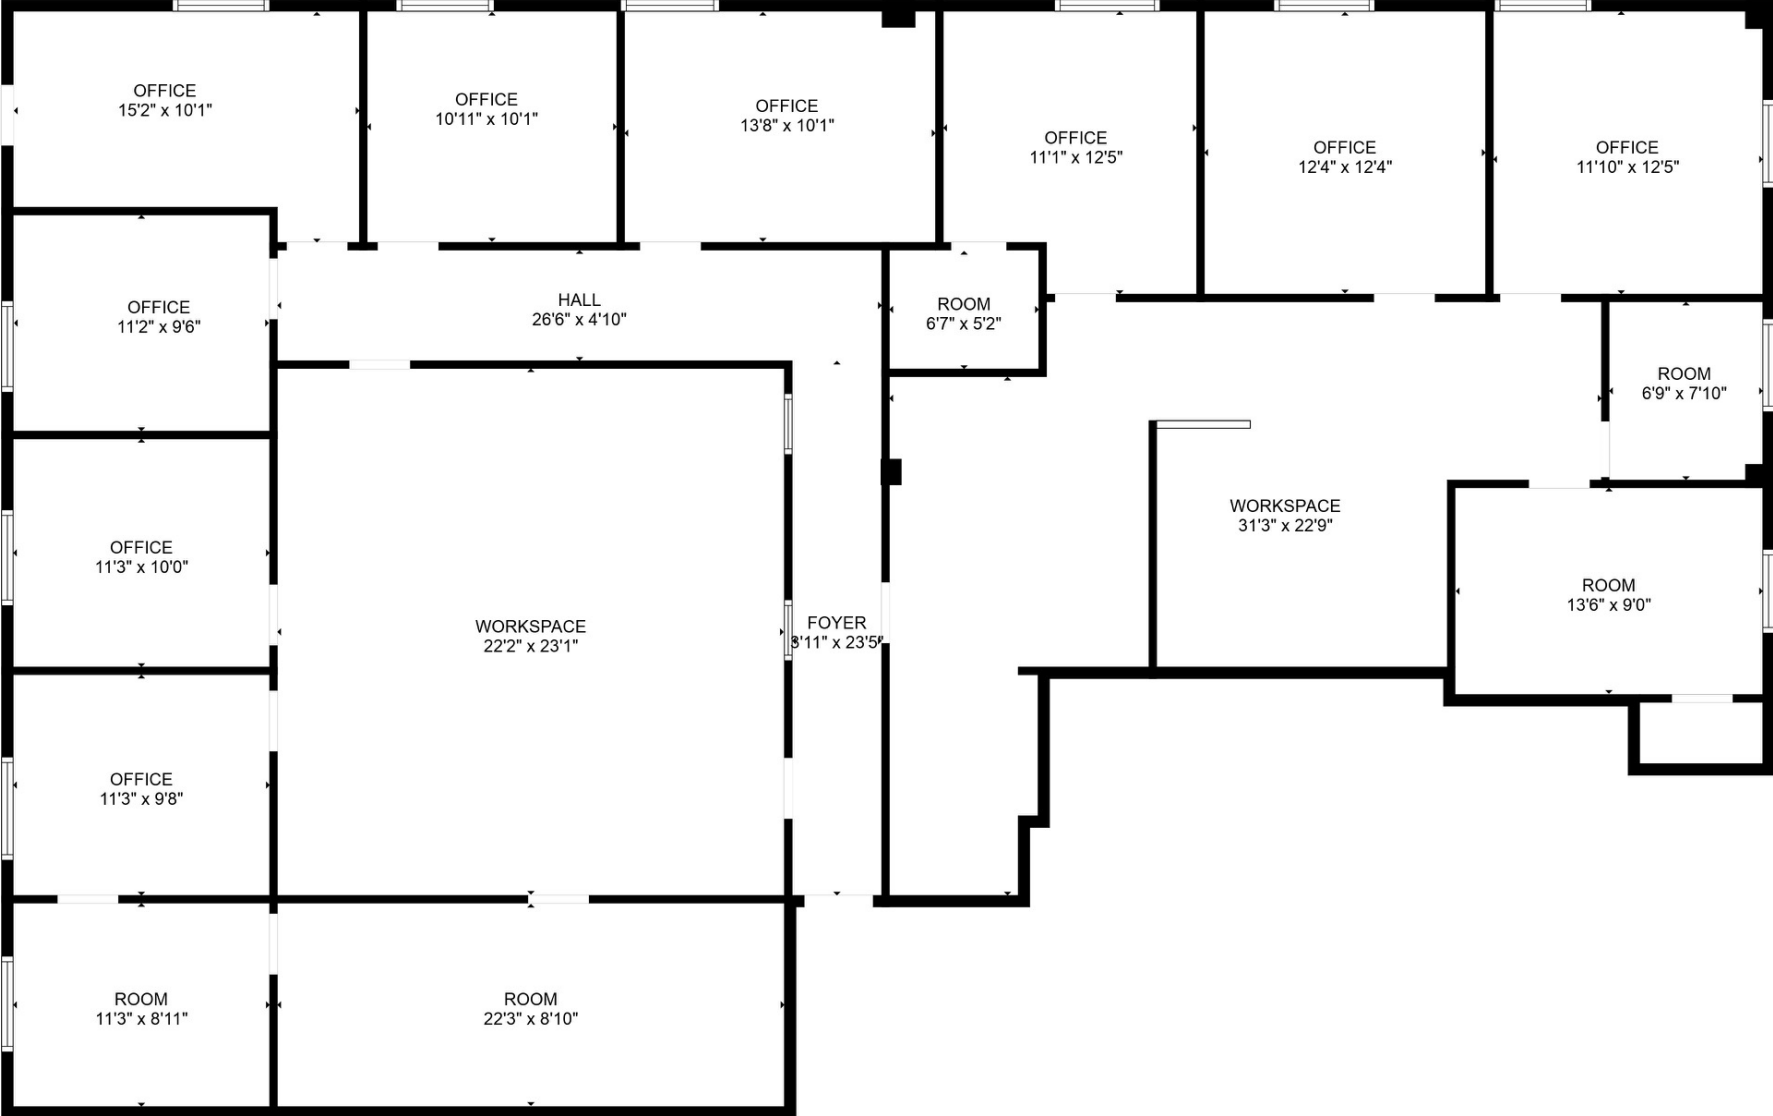 OFFICE
15'2" x 10'1"
OFFICE
10'11" x 10'1"
OFFICE
13'8" x 10'1"
OFFICE
11'1" x 12'5"
OFFICE
12'4" x 12'4"
OFFICE
11'10" x 12'5"
OFFICE
11'2" x 9'6"
HALL
26'6" x 4'10"
ROOM
6'7" x 5'2"
ROOM
6'9" x 7'10"
OFFICE
11'3" x 10'0"
WORKSPACE
22'2" x 23'1"
FOYER
3'11" x 23'5"
WORKSPACE
31'3" x 22'9"
ROOM
13'6" x 9'0"
OFFICE
11'3" x 9'8"
ROOM
11'3" x 8'11"
ROOM
22'3" x 8'10"